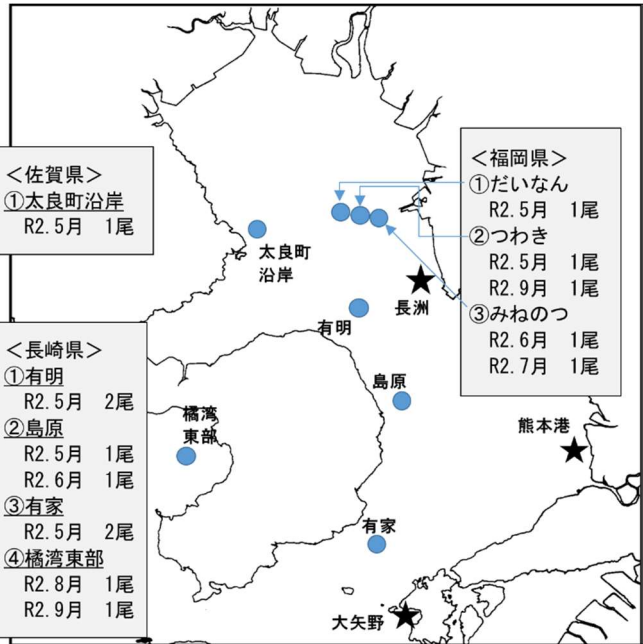 ＜佐賀県＞
①太良町沿岸
R2.5月 1尾
＜福岡県＞
①だいなん
R2.5月 1尾
②つわき
R2.5月 1尾
R2.9月 1尾
③みねのつ
R2.6月 1尾
R2.7月 1尾
＜長崎県＞
①有明
R2.5月 2尾
②島原
R2.5月 1尾
R2.6月 1尾
③有家
R2.5月 2尾
④橘湾東部
R2.8月 1尾
R2.9月 1尾
太良町
沿岸
長洲
有明
島原
橘湾
東部
熊本港
有家
大矢野